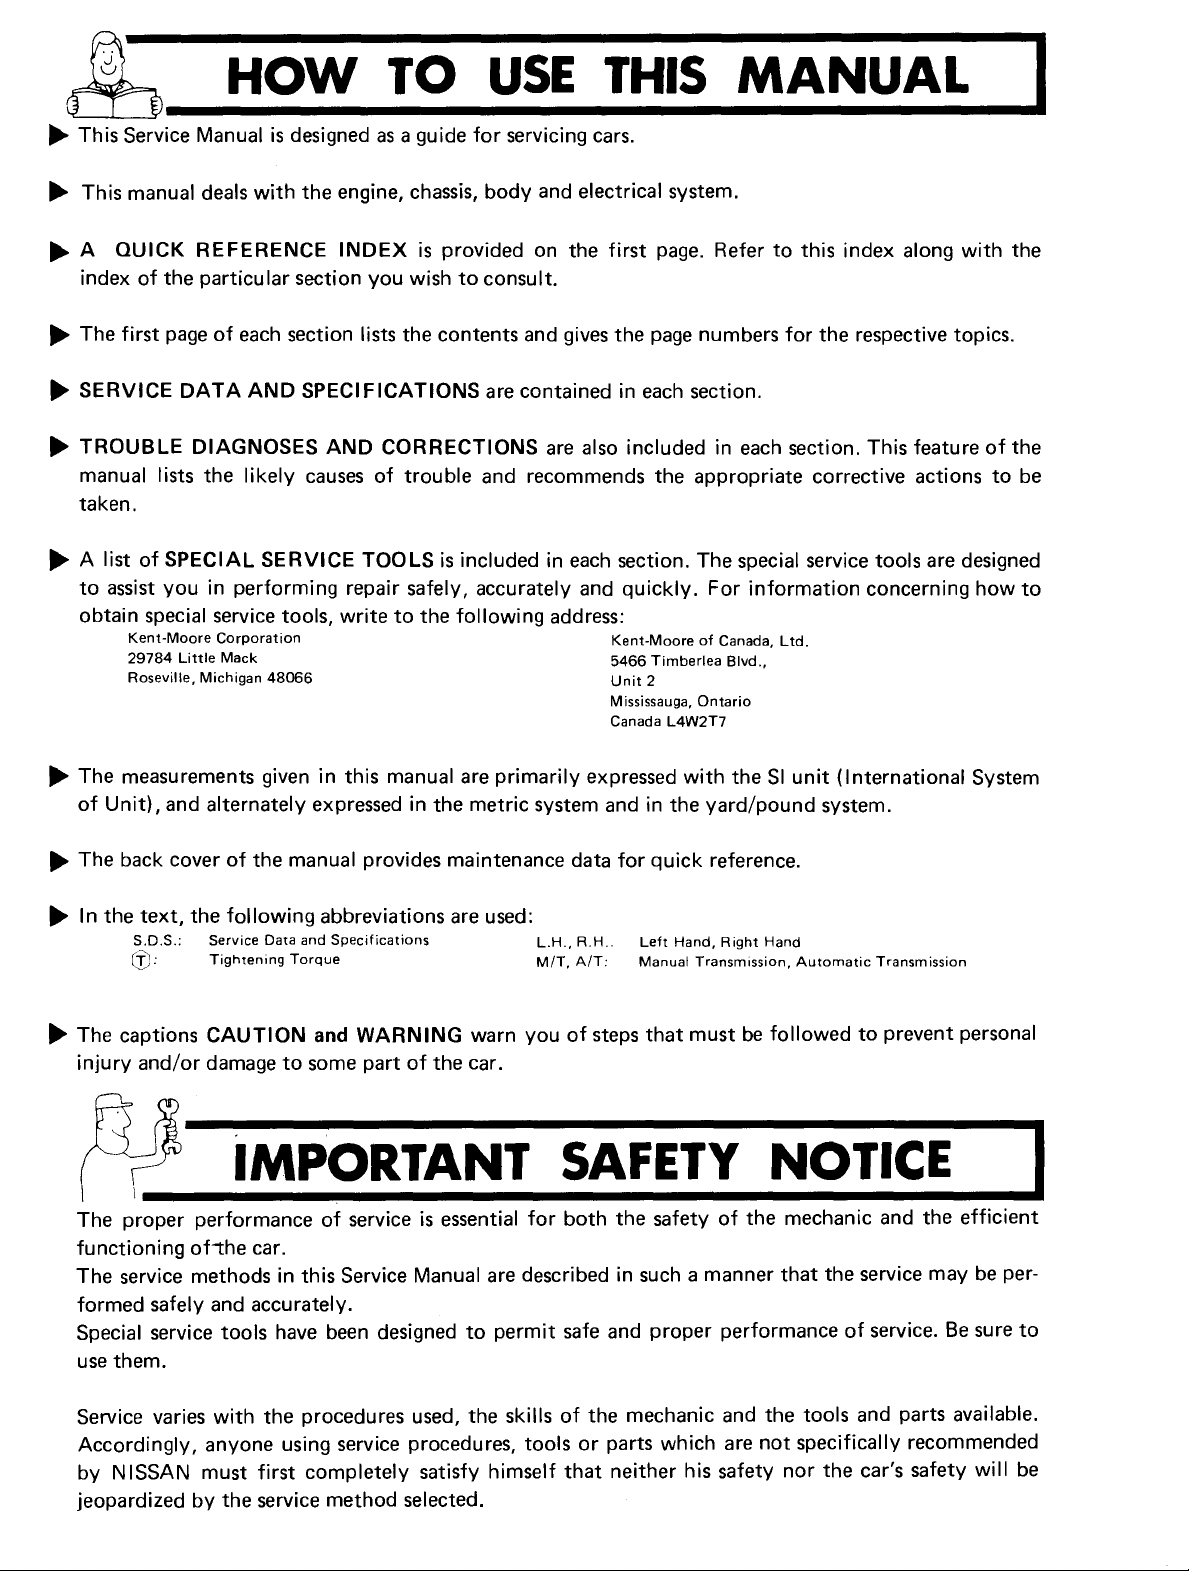 HOW TO USE THIS MANUAL
This Service Manual is designed as a guide for servicing cars.
This manual deals with the engine, chassis, body and electrical system.
A QUICK REFERENCE INDEX is provided on the first page. Refer to this index along with the
index of the particular section you wish to consult.
The first page of each section lists the contents and gives the page numbers for the respective topics.
SERVICE DATA AND SPECIFICATIONS are contained in each section.
TROUBLE DIAGNOSES AND CORRECTIONS are also included in each section. This feature of the
manual lists the likely causes of trouble and recommends the appropriate corrective actions to be
taken.
A list of SPECIAL SERVICE TOOLS is included in each section. The special service tools are designed
to assist you in performing repair safely, accurately and quickly. For information concerning how to
obtain special service tools, write to the following address:
Kent-Moore Corporation
29784 Little Mack
Roseville, Michigan 48066
Kent-Moore of Canada, Ltd.
5466 Timberlea Blvd.,
Unit 2
Mississauga, Ontario
Canada L4W2T7
The measurements given in this manual are primarily expressed with the SI unit (International System
of Unit), and alternately expressed in the metric system and in the yard/pound system.
The back cover of the manual provides maintenance data for quick reference.
In the text, the following abbreviations are used:
S.D.S.: Service Data and Specifications
Ⓣ: Tightening Torque
L.H., R.H.. Left Hand, Right Hand
M/T, A/T: Manual Transmission, Automatic Transmission
The captions CAUTION and WARNING warn you of steps that must be followed to prevent personal
injury and/or damage to some part of the car.
IMPORTANT SAFETY NOTICE
The proper performance of service is essential for both the safety of the mechanic and the efficient
functioning of the car.
The service methods in this Service Manual are described in such a manner that the service may be per-
formed safely and accurately.
Special service tools have been designed to permit safe and proper performance of service. Be sure to
use them.
Service varies with the procedures used, the skills of the mechanic and the tools and parts available.
Accordingly, anyone using service procedures, tools or parts which are not specifically recommended
by NISSAN must first completely satisfy himself that neither his safety nor the car's safety will be
jeopardized by the service method selected.